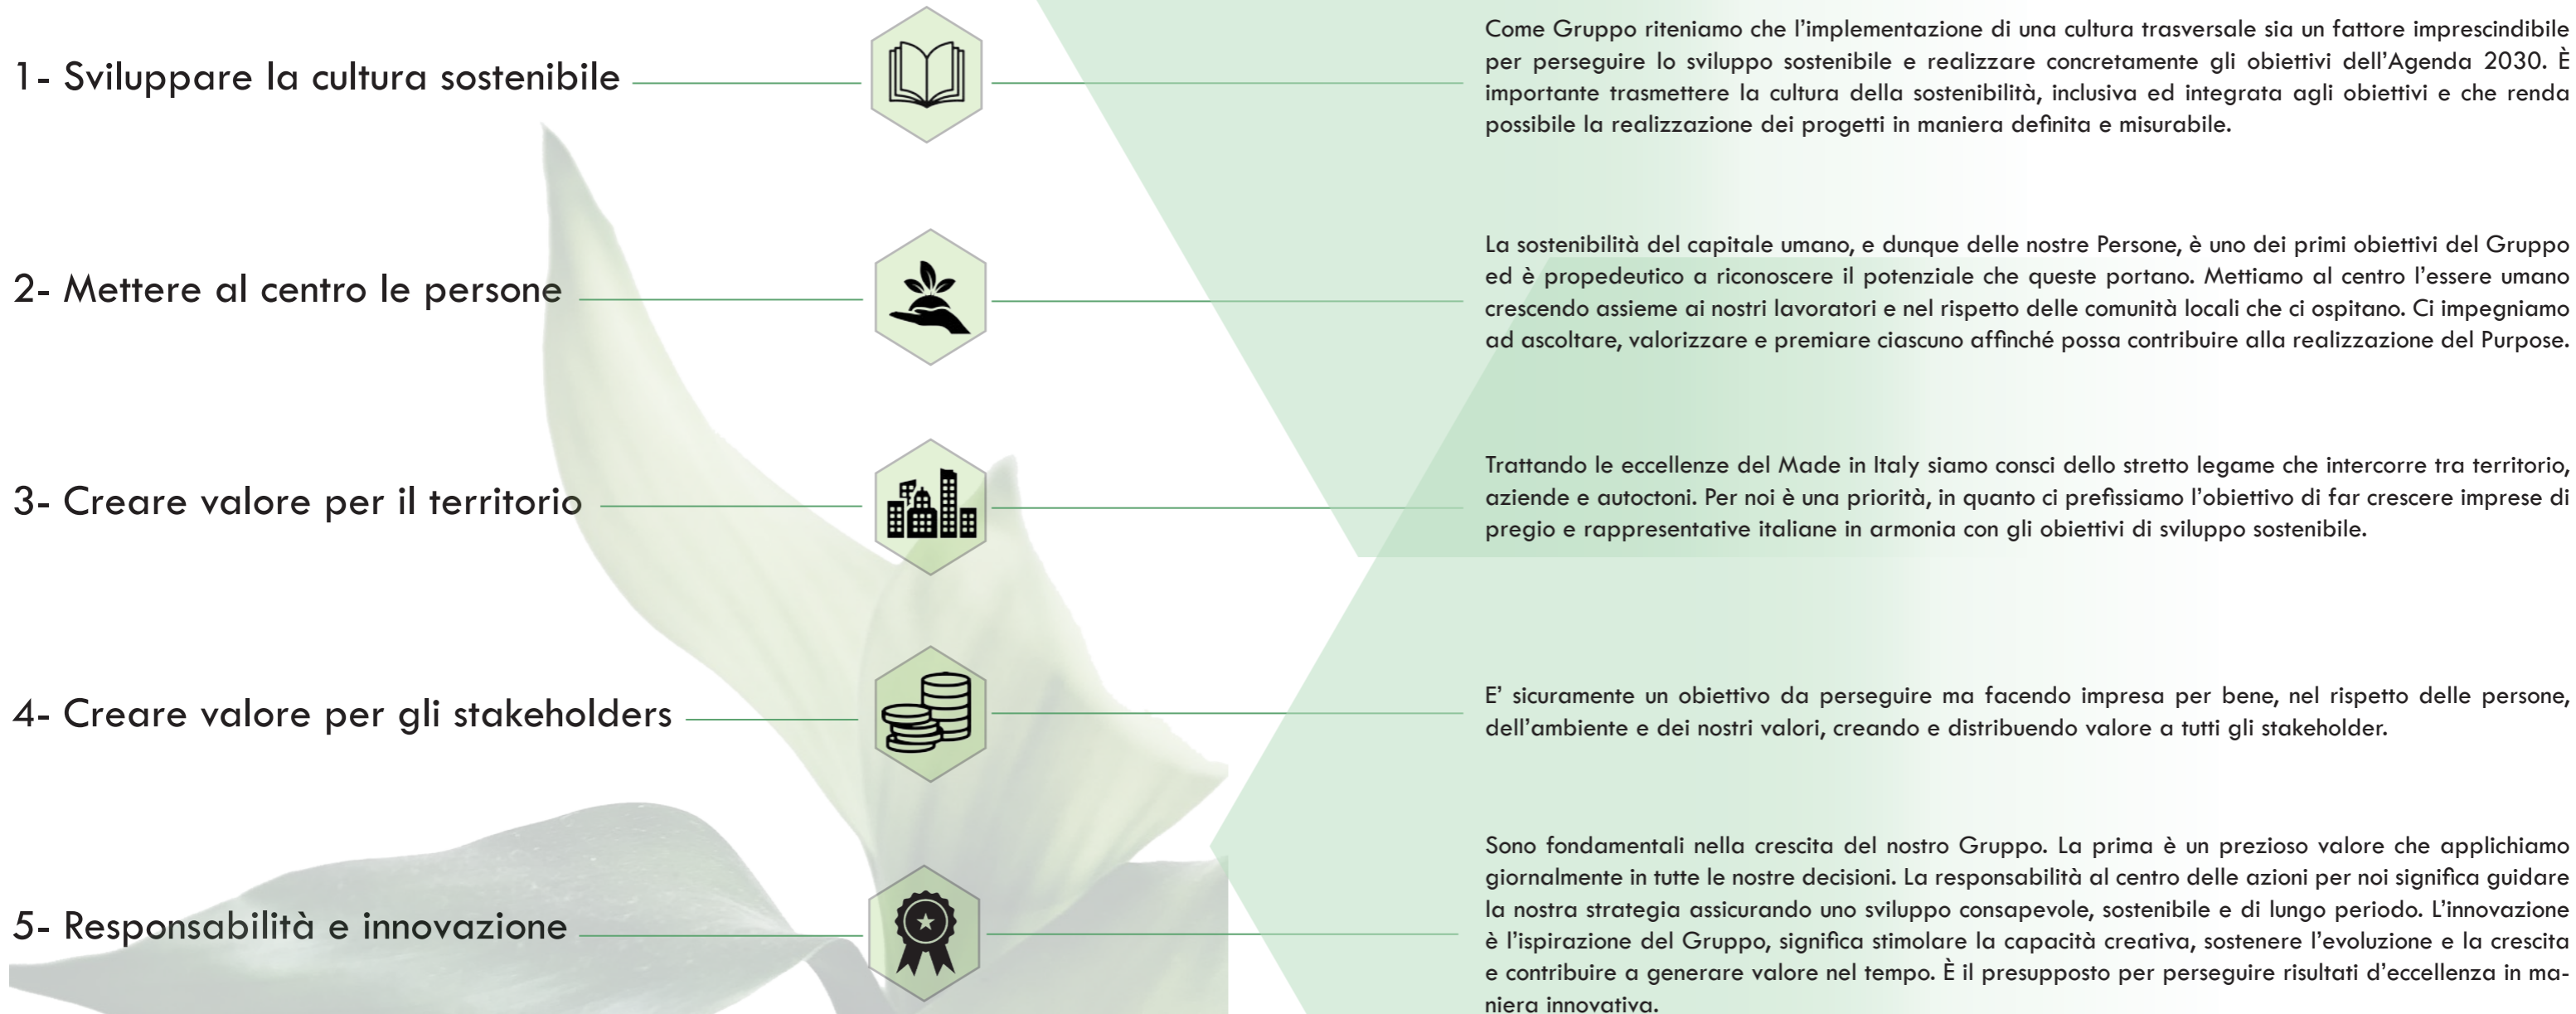 1- Sviluppare la cultura sostenibile
Come Gruppo riteniamo che l’implementazione di una cultura trasversale sia un fattore imprescindibile
per perseguire lo sviluppo sostenibile e realizzare concretamente gli obiettivi dell’Agenda 2030. È
importante trasmettere la cultura della sostenibilità, inclusiva ed integrata agli obiettivi e che renda
possibile la realizzazione dei progetti in maniera definita e misurabile.
2- Mettere al centro le persone
La sostenibilità del capitale umano, e dunque delle nostre Persone, è uno dei primi obiettivi del Gruppo
ed è propedeutico a riconoscere il potenziale che queste portano. Mettiamo al centro l’essere umano
crescendo assieme ai nostri lavoratori e nel rispetto delle comunità locali che ci ospitano. Ci impegniamo
ad ascoltare, valorizzare e premiare ciascuno affinché possa contribuire alla realizzazione del Purpose.
3- Creare valore per il territorio
Trattando le eccellenze del Made in Italy siamo consci dello stretto legame che intercorre tra territorio,
aziende e autoctoni. Per noi è una priorità, in quanto ci prefissiamo l’obiettivo di far crescere imprese di
pregio e rappresentative italiane in armonia con gli obiettivi di sviluppo sostenibile.
4- Creare valore per gli stakeholders
E’ sicuramente un obiettivo da perseguire ma facendo impresa per bene, nel rispetto delle persone,
dell’ambiente e dei nostri valori, creando e distribuendo valore a tutti gli stakeholder.
5- Responsabilità e innovazione
Sono fondamentali nella crescita del nostro Gruppo. La prima è un prezioso valore che applichiamo
giornalmente in tutte le nostre decisioni. La responsabilità al centro delle azioni per noi significa guidare
la nostra strategia assicurando uno sviluppo consapevole, sostenibile e di lungo periodo. L’innovazione
è l’ispirazione del Gruppo, significa stimolare la capacità creativa, sostenere l’evoluzione e la crescita
e contribuire a generare valore nel tempo. È il presupposto per perseguire risultati d’eccellenza in ma-
niera innovativa.